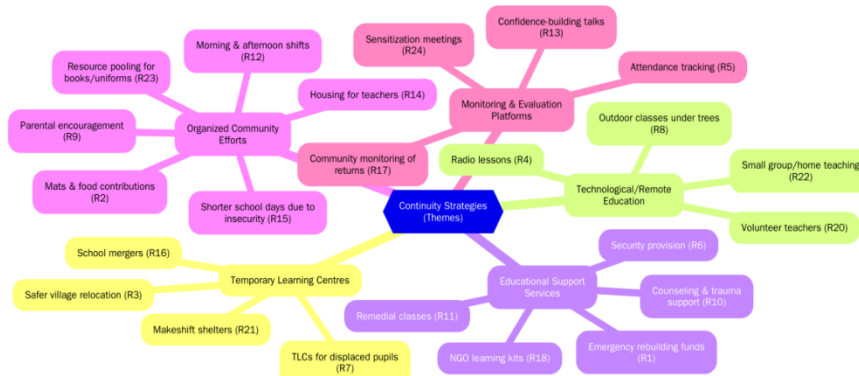 Confidence-building talks
(R13)
Sensitization meetings
(R24)
Attendance tracking (R5)
Monitoring & Evaluation
Platforms
Community monitoring of
returns (R17)
Morning & afternoon shifts
(R12)
Resource pooling for
books/uniforms (R23)
Housing for teachers (R14)
Parental encouragement
(R9)
Organized Community
Efforts
Mats & food contributions
(R2)
Shorter school days due to
insecurity (R15)
Outdoor classes under trees
(R8)
Radio lessons (R4)
Small group/home teaching
(R22)
Technological/Remote
Education
Volunteer teachers (R20)
Continuity Strategies
(Themes)
School mergers (R16)
Temporary Learning Centres
Safer village relocation (R3)
Makeshift shelters (R21)
TLCs for displaced pupils
(R7)
Security provision (R6)
Educational Support
Services
Counseling & trauma
support (R10)
Remedial classes (R11)
NGO learning kits (R18)
Emergency rebuilding funds
(R1)